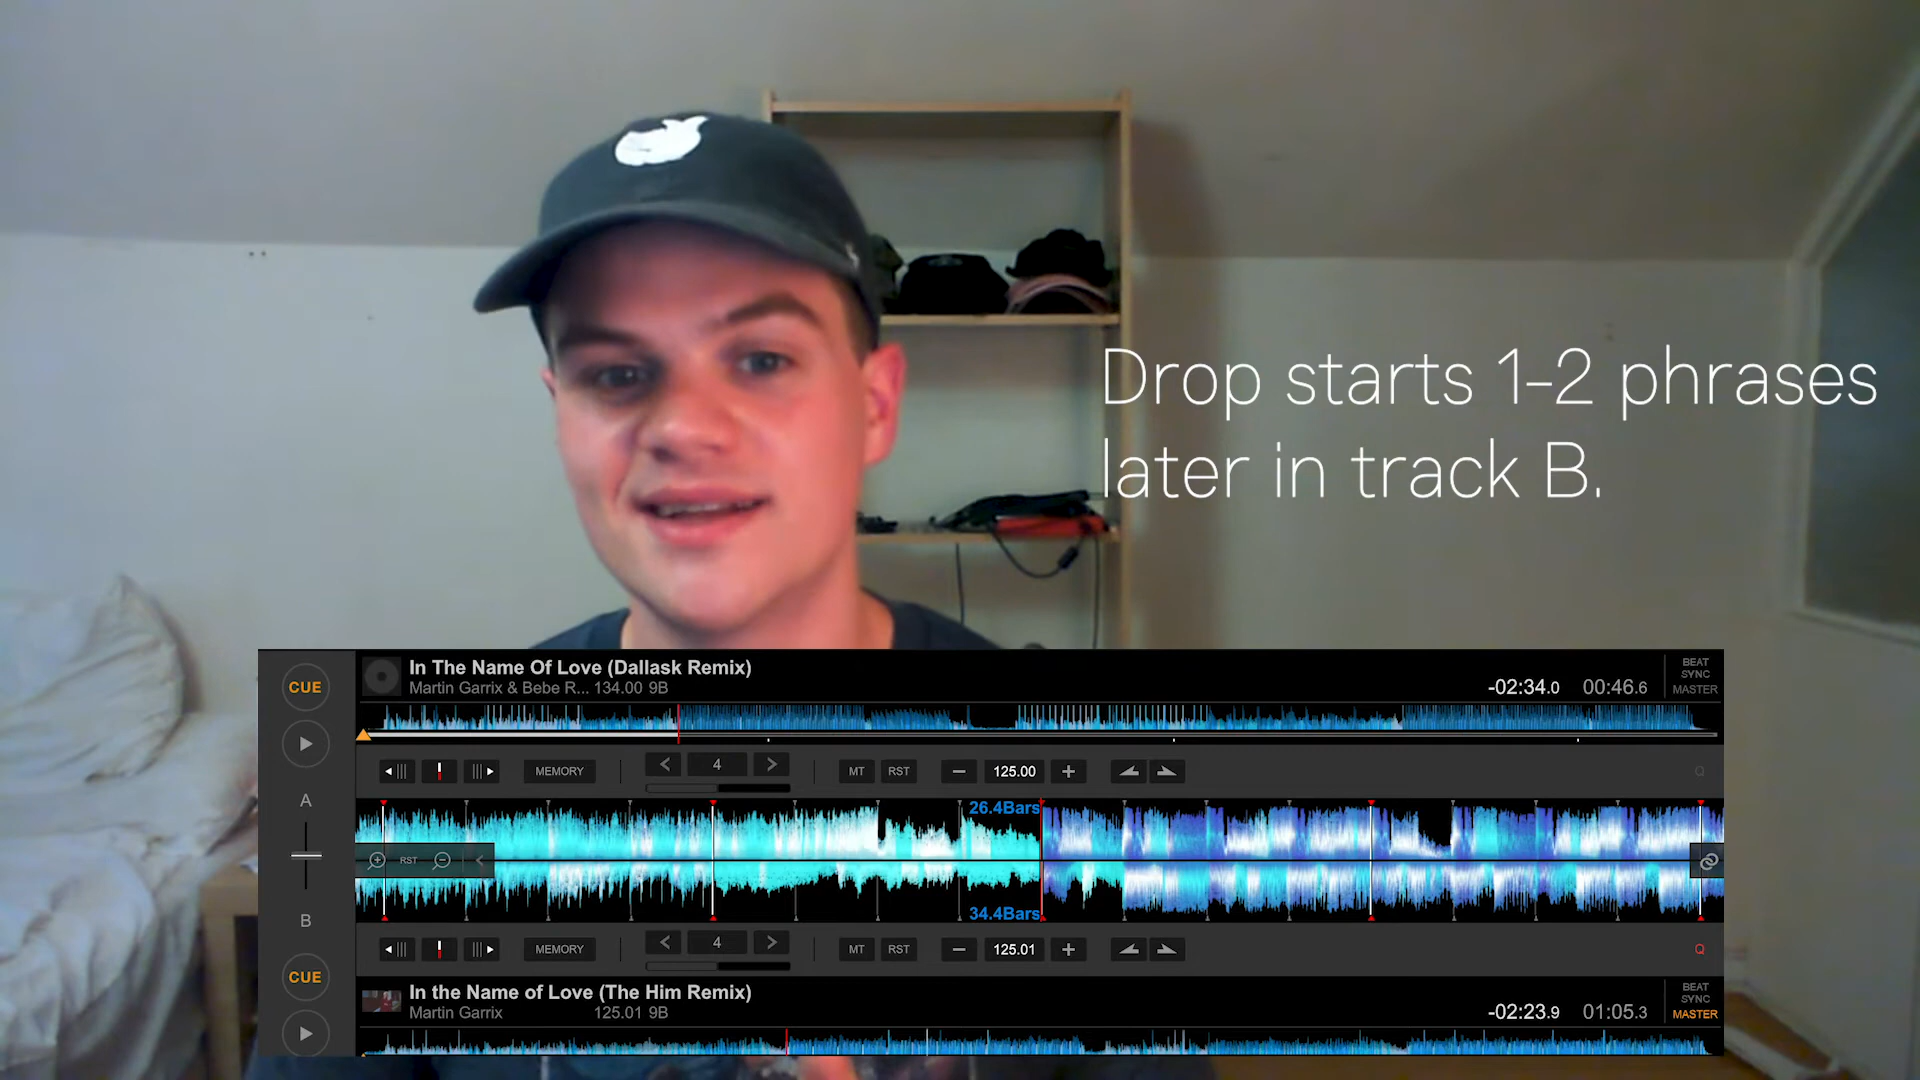 Drop starts 1-2 phrases
later in track B.
CUE
In The Name Of Love (Dallask Remix)
Martin Garrix & Bebe R... 134.00 9B
-02:34.0 00:46.6
BEAT
SYNC
MASTER
MEMORY
< 4 >
MT RST
− 125.00 +
Q
A
26.4Bars
RST <
34.4Bars
B
MEMORY
< 4 >
MT RST
− 125.01 +
Q
CUE
In the Name of Love (The Him Remix)
Martin Garrix 125.01 9B
-02:23.9 01:05.3
BEAT
SYNC
MASTER